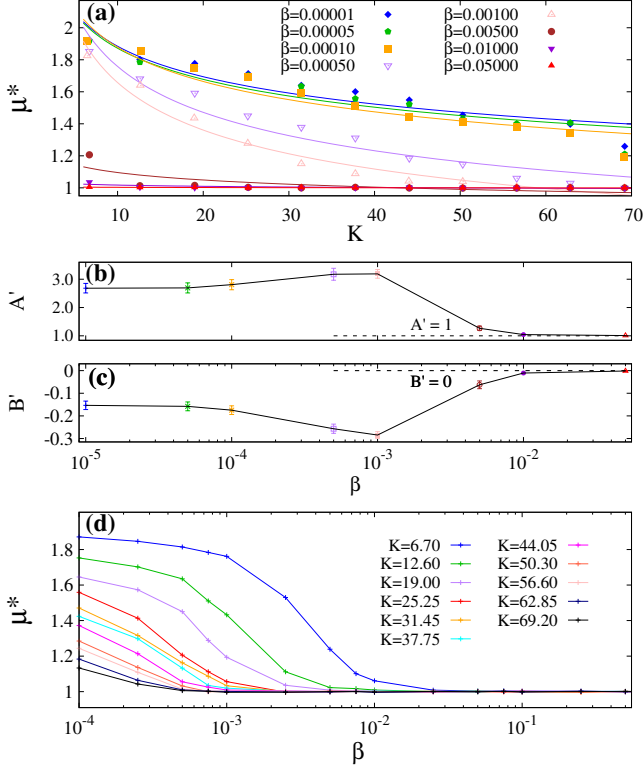 (a)
β=0.00001
β=0.00005
β=0.00010
β=0.00050
β=0.00100
β=0.00500
β=0.01000
β=0.05000
μ*
2
1.8
1.6
1.4
1.2
1
10 20 30 40 50 60 70
K
(b)
A'
3.0
2.0
1.0
A' = 1
(c)
B'
0
-0.1
-0.2
-0.3
B' = 0
10⁻⁵ 10⁻⁴ 10⁻³ 10⁻²
β
(d)
μ*
1.8
1.6
1.4
1.2
1
K=6.70
K=12.60
K=19.00
K=25.25
K=31.45
K=37.75
K=44.05
K=50.30
K=56.60
K=62.85
K=69.20
10⁻⁴ 10⁻³ 10⁻² 10⁻¹
β